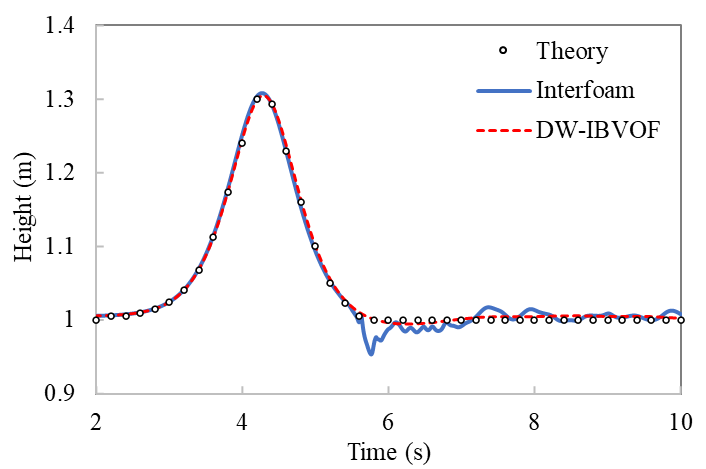 1.4
1.3
1.2
1.1
1
0.9
Height (m)
Theory
Interfoam
DW-IBVOF
2 4 6 8 10
Time (s)